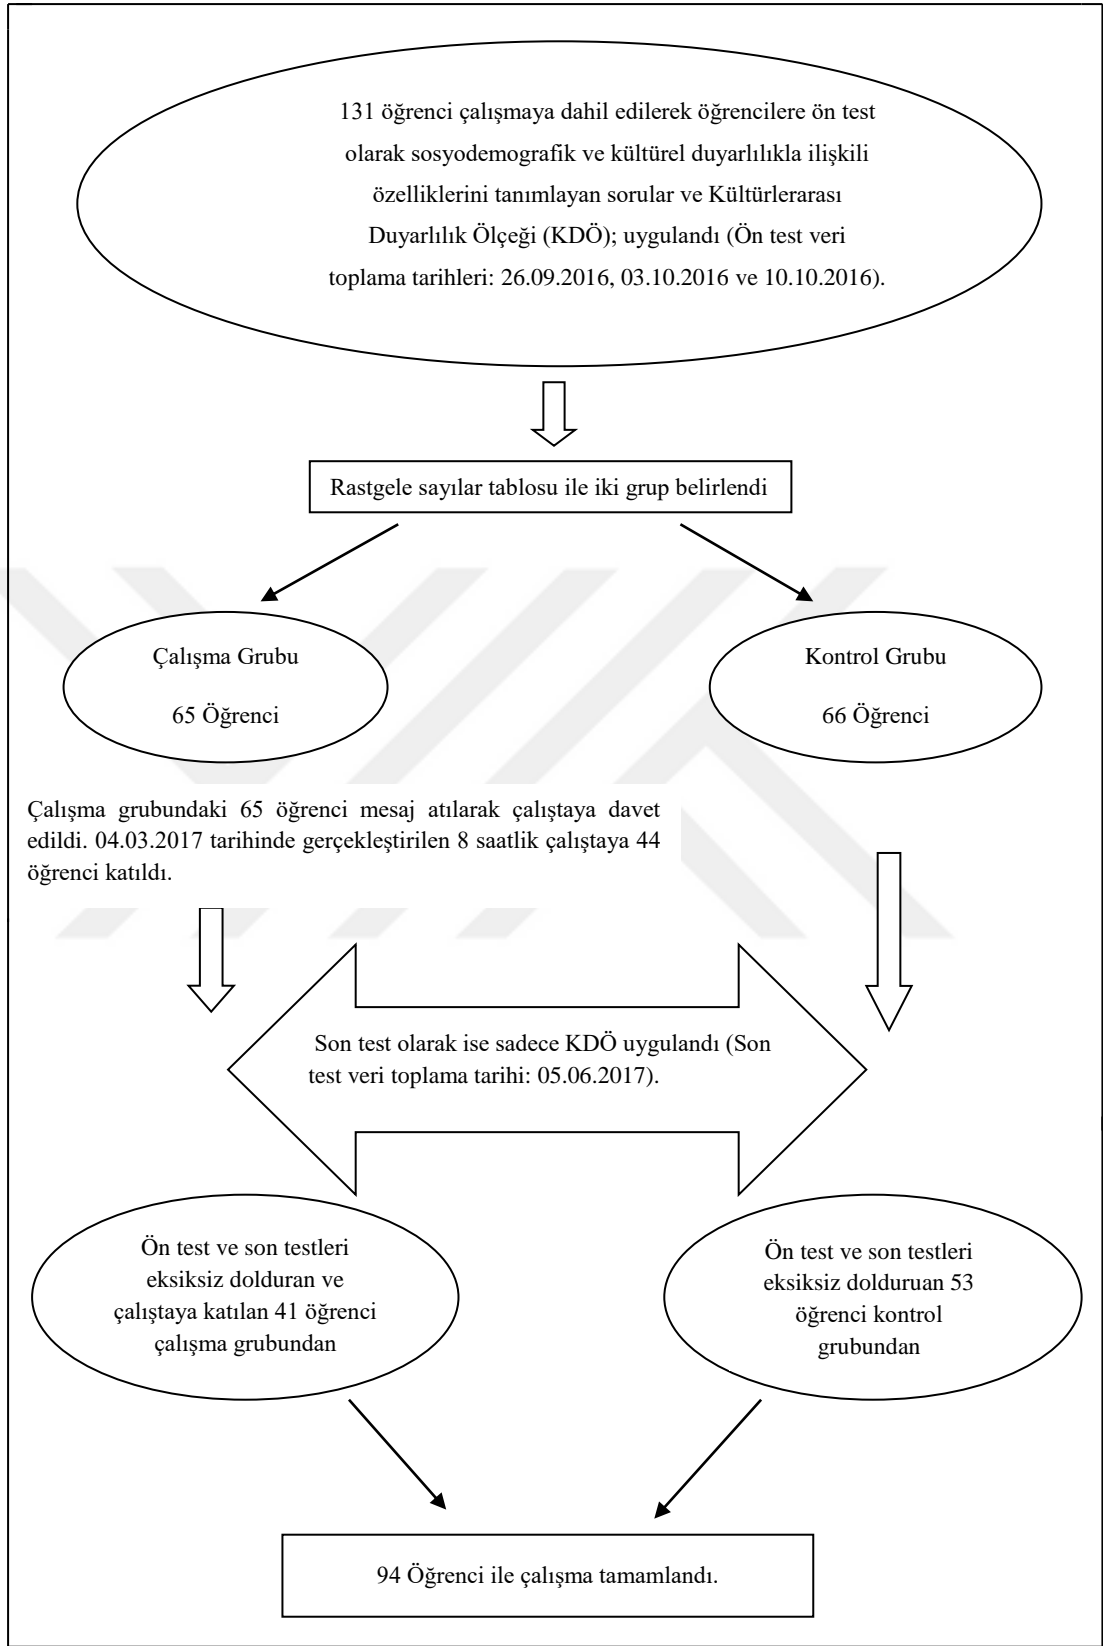 131 öğrenci çalışmaya dahil edilerek öğrencilere ön test
olarak sosyodemografik ve kültürel duyarlılıkla ilişkili
özelliklerini tanımlayan sorular ve Kültürlerarası
Duyarlılık Ölçeği (KDÖ); uygulandı (Ön test veri
toplama tarihleri: 26.09.2016, 03.10.2016 ve 10.10.2016).
Rastgele sayılar tablosu ile iki grup belirlendi
Çalışma Grubu
65 Öğrenci
Kontrol Grubu
66 Öğrenci
Çalışma grubundaki 65 öğrenci mesaj atılarak çalıştaya davet
edildi. 04.03.2017 tarihinde gerçekleştirilen 8 saatlik çalıştaya 44
öğrenci katıldı.
Son test olarak ise sadece KDÖ uygulandı (Son
test veri toplama tarihi: 05.06.2017).
Ön test ve son testleri
eksiksiz dolduran ve
çalıştaya katılan 41 öğrenci
çalışma grubundan
Ön test ve son testleri
eksiksiz dolduruan 53
öğrenci kontrol
grubundan
94 Öğrenci ile çalışma tamamlandı.